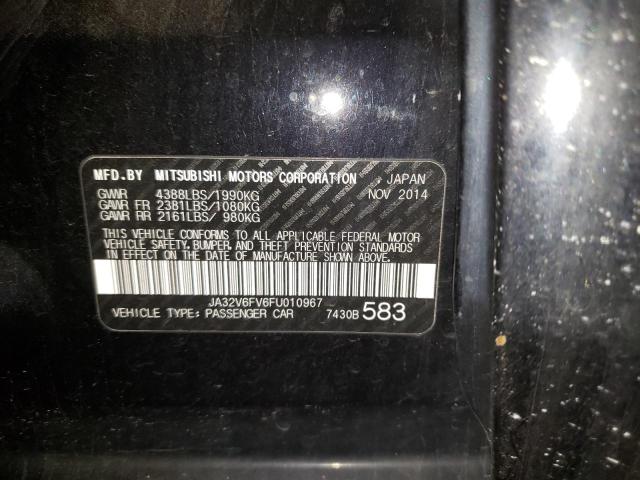 MFD.BY MITSUBISHI MOTORS CORPORATION JAPAN
GVWR 4388LBS/1990KG NOV 2014
GAWR FR 2381LBS/1080KG
GAWR RR 2161LBS/ 980KG
THIS VEHICLE CONFORMS TO ALL APPLICABLE FEDERAL MOTOR
VEHICLE SAFETY, BUMPER, AND THEFT PREVENTION STANDARDS
IN EFFECT ON THE DATE OF MANUFACTURE SHOWN ABOVE.
JA32V6FV6FU010967
VEHICLE TYPE: PASSENGER CAR 7430B 583